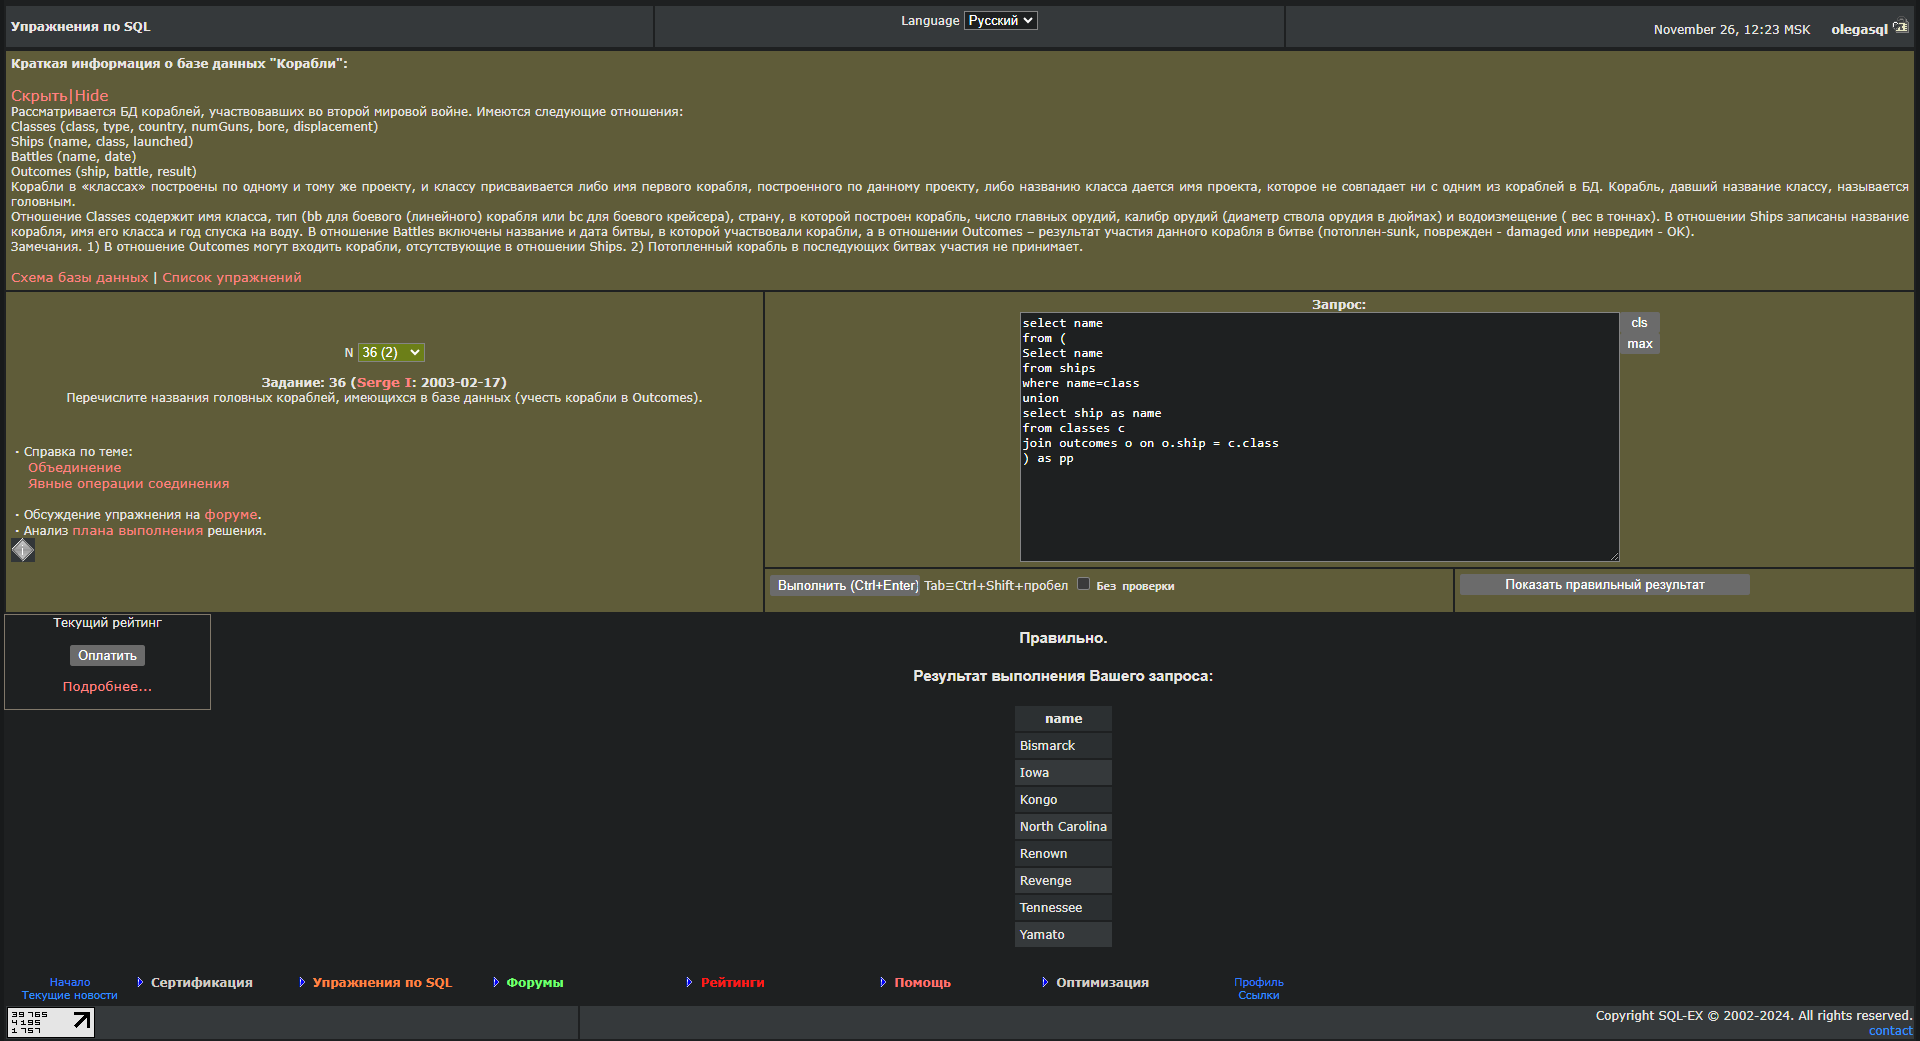 Упражнения по SQL
Language Русский
November 26, 12:23 MSK olegasql
Краткая информация о базе данных "Корабли":
Скрыть|Hide
Рассматривается БД кораблей, участвовавших во второй мировой войне. Имеются следующие отношения:
Classes (class, type, country, numGuns, bore, displacement)
Ships (name, class, launched)
Battles (name, date)
Outcomes (ship, battle, result)
Корабли в «классах» построены по одному и тому же проекту, и классу присваивается либо имя первого корабля, построенного по данному проекту, либо названию класса дается имя проекта, которое не совпадает ни с одним из кораблей в БД. Корабль, давший название классу, называется
головным.
Отношение Classes содержит имя класса, тип (bb для боевого (линейного) корабля или bc для боевого крейсера), страну, в которой построен корабль, число главных орудий, калибр орудий (диаметр ствола орудия в дюймах) и водоизмещение ( вес в тоннах). В отношении Ships записаны название
корабля, имя его класса и год спуска на воду. В отношение Battles включены название и дата битвы, в которой участвовали корабли, а в отношении Outcomes – результат участия данного корабля в битве (потоплен-sunk, поврежден - damaged или невредим - OK).
Замечания. 1) В отношение Outcomes могут входить корабли, отсутствующие в отношении Ships. 2) Потопленный корабль в последующих битвах участия не принимает.
Схема базы данных | Список упражнений
N 36 (2)
Задание: 36 (Serge I: 2003-02-17)
Перечислите названия головных кораблей, имеющихся в базе данных (учесть корабли в Outcomes).
· Справка по теме:
Объединение
Явные операции соединения
· Обсуждение упражнения на форуме.
· Анализ плана выполнения решения.
Запрос:
select name
from (
Select name
from ships
where name=class
union
select ship as name
from classes c
join outcomes o on o.ship = c.class
) as pp
cls
max
Выполнить (Ctrl+Enter) Tab≡Ctrl+Shift+пробел Без проверки
Показать правильный результат
Текущий рейтинг
Оплатить
Подробнее...
Правильно.
Результат выполнения Вашего запроса:
name
Bismarck
Iowa
Kongo
North Carolina
Renown
Revenge
Tennessee
Yamato
Начало
Текущие новости
Сертификация
Упражнения по SQL
Форумы
Рейтинги
Помощь
Оптимизация
Профиль
Ссылки
39765
4195
1757
Copyright SQL-EX © 2002-2024. All rights reserved.
contact